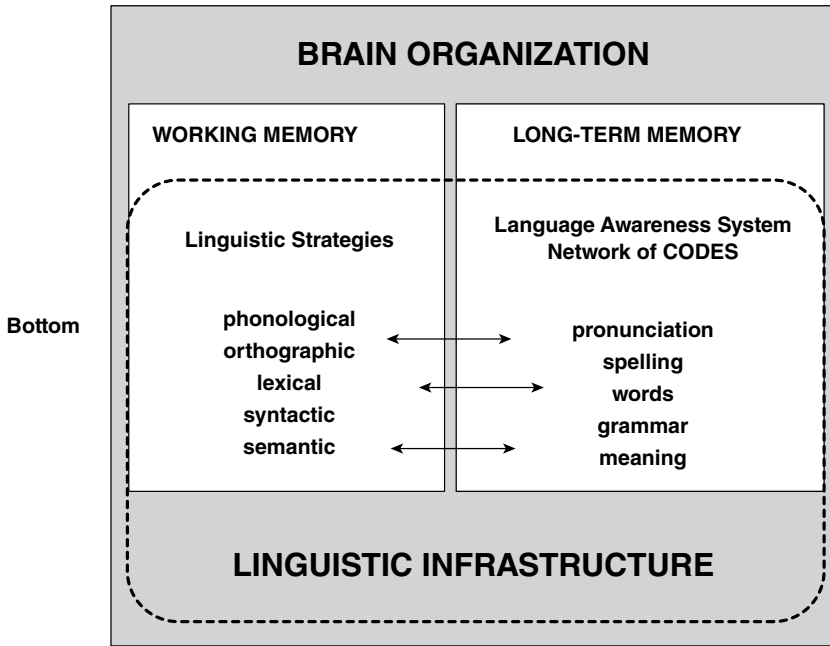 BRAIN ORGANIZATION
WORKING MEMORY
LONG-TERM MEMORY
Linguistic Strategies
Language Awareness System
Network of CODES
Bottom
phonological
orthographic
lexical
syntactic
semantic
pronunciation
spelling
words
grammar
meaning
LINGUISTIC INFRASTRUCTURE